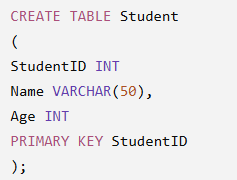 CREATE TABLE Student
(
StudentID INT
Name VARCHAR(50),
Age INT
PRIMARY KEY StudentID
);